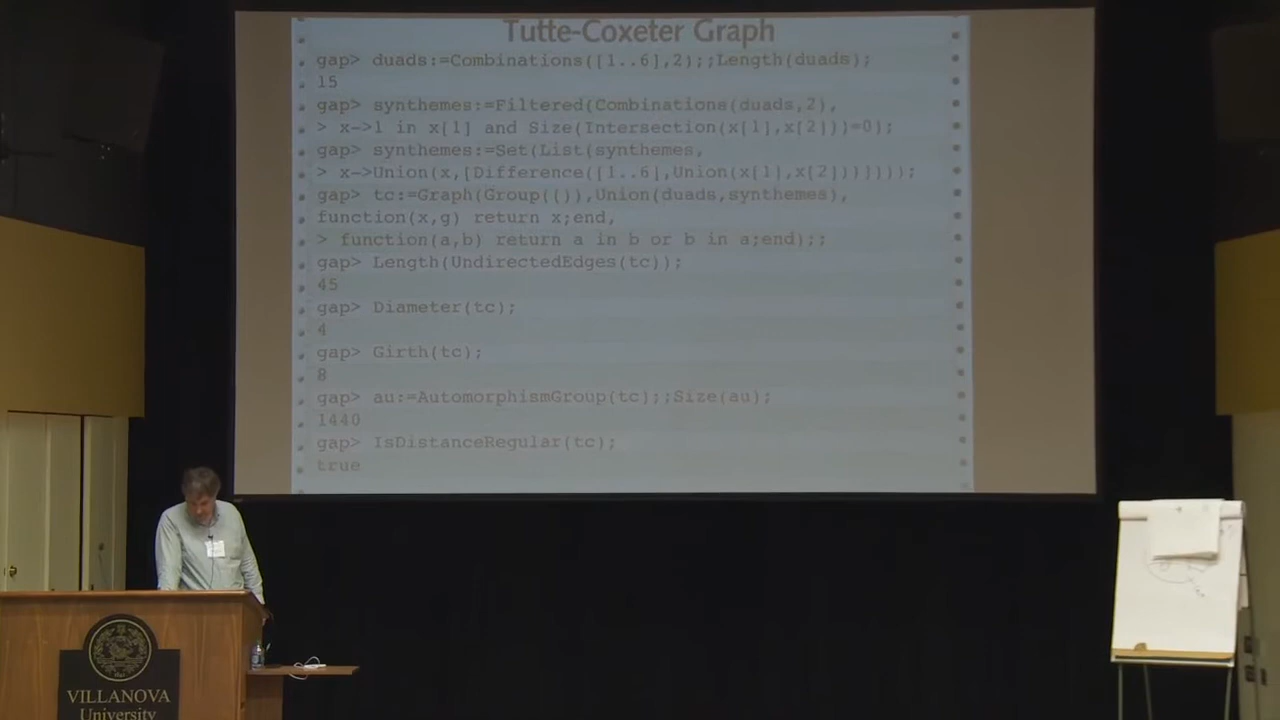 Tutte-Coxeter Graph
gap> duads:=Combinations([1..6],2);;Length(duads);
15
gap> synthemes:=Filtered(Combinations(duads,2),
> x->1 in x[1] and Size(Intersection(x[1],x[2]))=0);
gap> synthemes:=Set(List(synthemes,
> x->Union(x,[Difference([1..6],Union(x[1],x[2]))])));
gap> tc:=Graph(Group(()),Union(duads,synthemes),
function(x,g) return x;end,
> function(a,b) return a in b or b in a;end);;
gap> Length(UndirectedEdges(tc));
45
gap> Diameter(tc);
4
gap> Girth(tc);
8
gap> au:=AutomorphismGroup(tc);;Size(au);
1440
gap> IsDistanceRegular(tc);
true
VILLANOVA
University